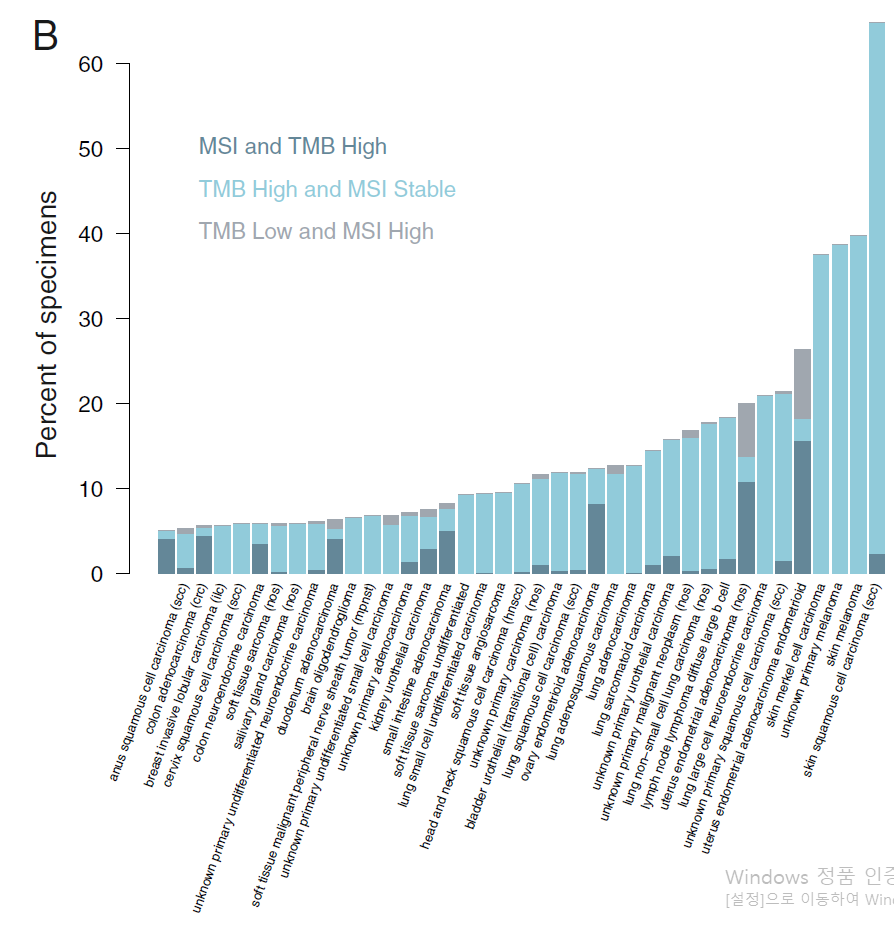 B
60
50
40
30
20
10
0
Percent of specimens
MSI and TMB High
TMB High and MSI Stable
TMB Low and MSI High
anus squamous cell carcinoma (scc)
colon adenocarcinoma (crc)
breast invasive lobular carcinoma (ilc)
cervix squamous cell carcinoma (scc)
colon neuroendocrine carcinoma
soft tissue sarcoma (nos)
salivary gland carcinoma (nos)
unknown primary undifferentiated neuroendocrine carcinoma
duodenum adenocarcinoma
brain oligodendroglioma
soft tissue malignant peripheral nerve sheath tumor (mpnst)
unknown primary undifferentiated small cell carcinoma
unknown primary adenocarcinoma
kidney urothelial carcinoma
small intestine adenocarcinoma
soft tissue sarcoma undifferentiated
lung small cell undifferentiated carcinoma
soft tissue angiosarcoma
head and neck squamous cell carcinoma (hnscc)
unknown primary carcinoma (nos)
bladder urothelial (transitional cell) carcinoma
lung squamous cell carcinoma (scc)
ovary endometrioid adenocarcinoma
lung adenosquamous carcinoma
lung adenocarcinoma
lung sarcomatoid carcinoma
unknown primary urothelial carcinoma
unknown primary malignant neoplasm (nos)
lung non−small cell lung carcinoma (nos)
lymph node lymphoma diffuse large b cell
uterus endometrial adenocarcinoma (nos)
lung large cell neuroendocrine carcinoma
unknown primary squamous cell carcinoma (scc)
uterus endometrial adenocarcinoma endometrioid
skin merkel cell carcinoma
unknown primary melanoma
skin melanoma
skin squamous cell carcinoma (scc)
Windows 정품 인증
[설정]으로 이동하여 Win